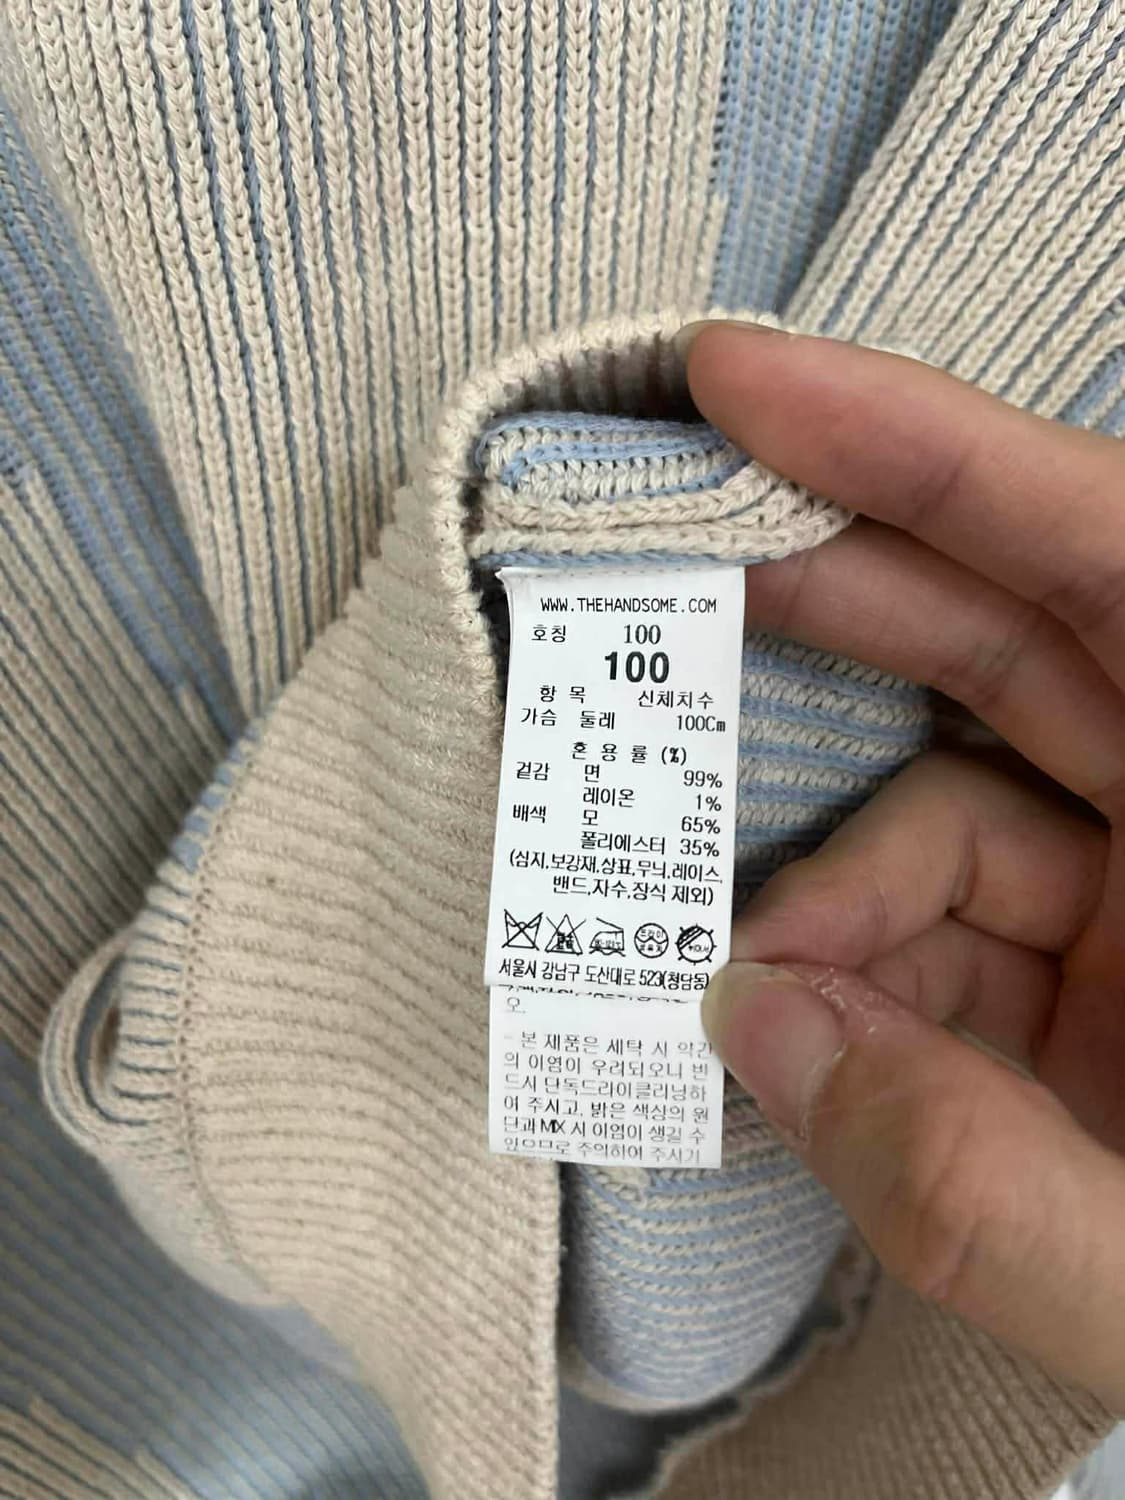 WWW.THEHANDSOME.COM
호칭 100
100
항 목 신체치수
가슴 둘레 100Cm
혼 용 률 (%)
겉감 면 99%
레이온 1%
배색 모 65%
폴리에스터 35%
(심지,보강재,상표,무늬,레이스,
밴드,자수,장식 제외)
서울시 강남구 도산대로 523(청담동)
오.
- 본 제품은 세탁 시 약간
의 이염이 우려되오니 반
드시 단독드라이클리닝하
여 주시고, 밝은 색상의 원
단과 MIX 시 이염이 생길 수
있으므로 주의하여 주시기